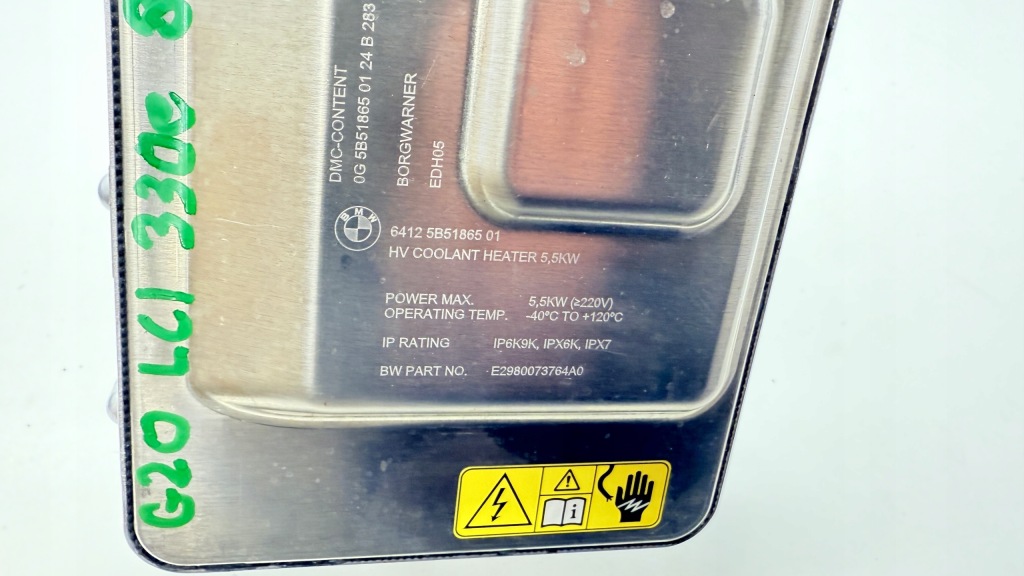 G20 LCI 330e
DMC-CONTENT
0G 5B51865 01 24 B 283
BORGWARNER
EDH05
BMW
6412 5B51865 01
HV COOLANT HEATER 5,5KW
POWER MAX. 5,5KW (≥220V)
OPERATING TEMP. -40°C TO +120°C
IP RATING IP6K9K, IPX6K, IPX7
BW PART NO. E2980073764A0